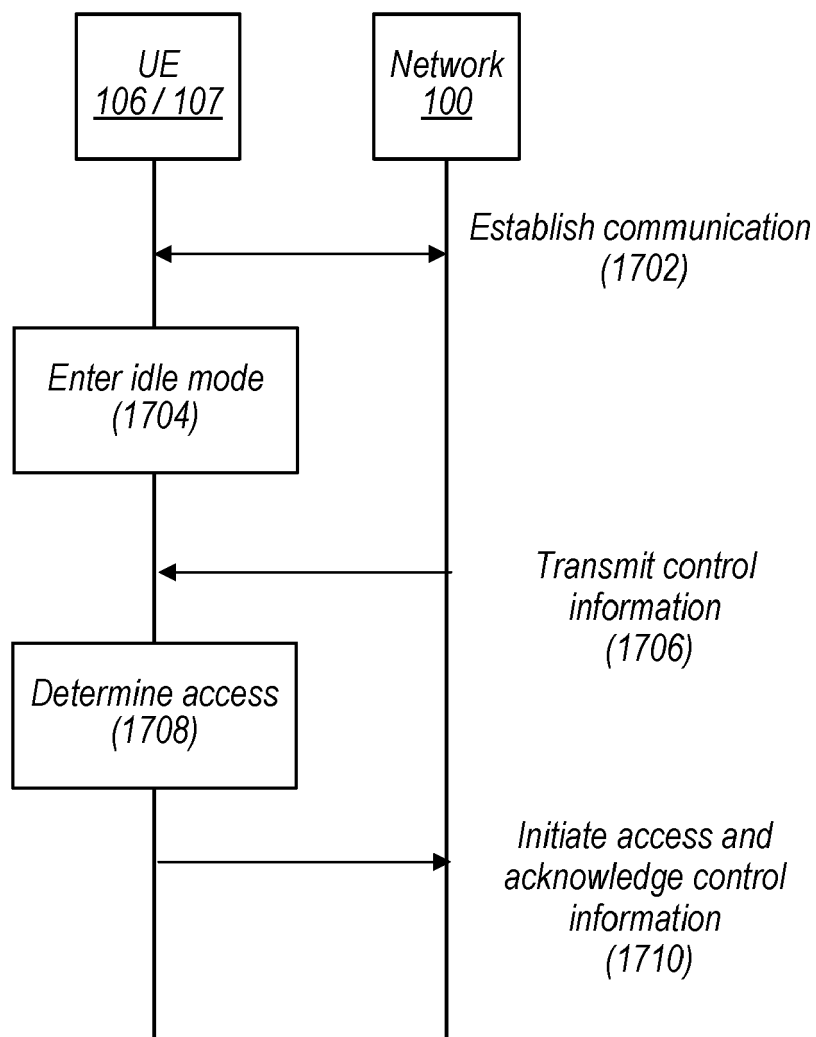 UE
106 / 107
Network
100
Establish communication
(1702)
Enter idle mode
(1704)
Transmit control
information
(1706)
Determine access
(1708)
Initiate access and
acknowledge control
information
(1710)